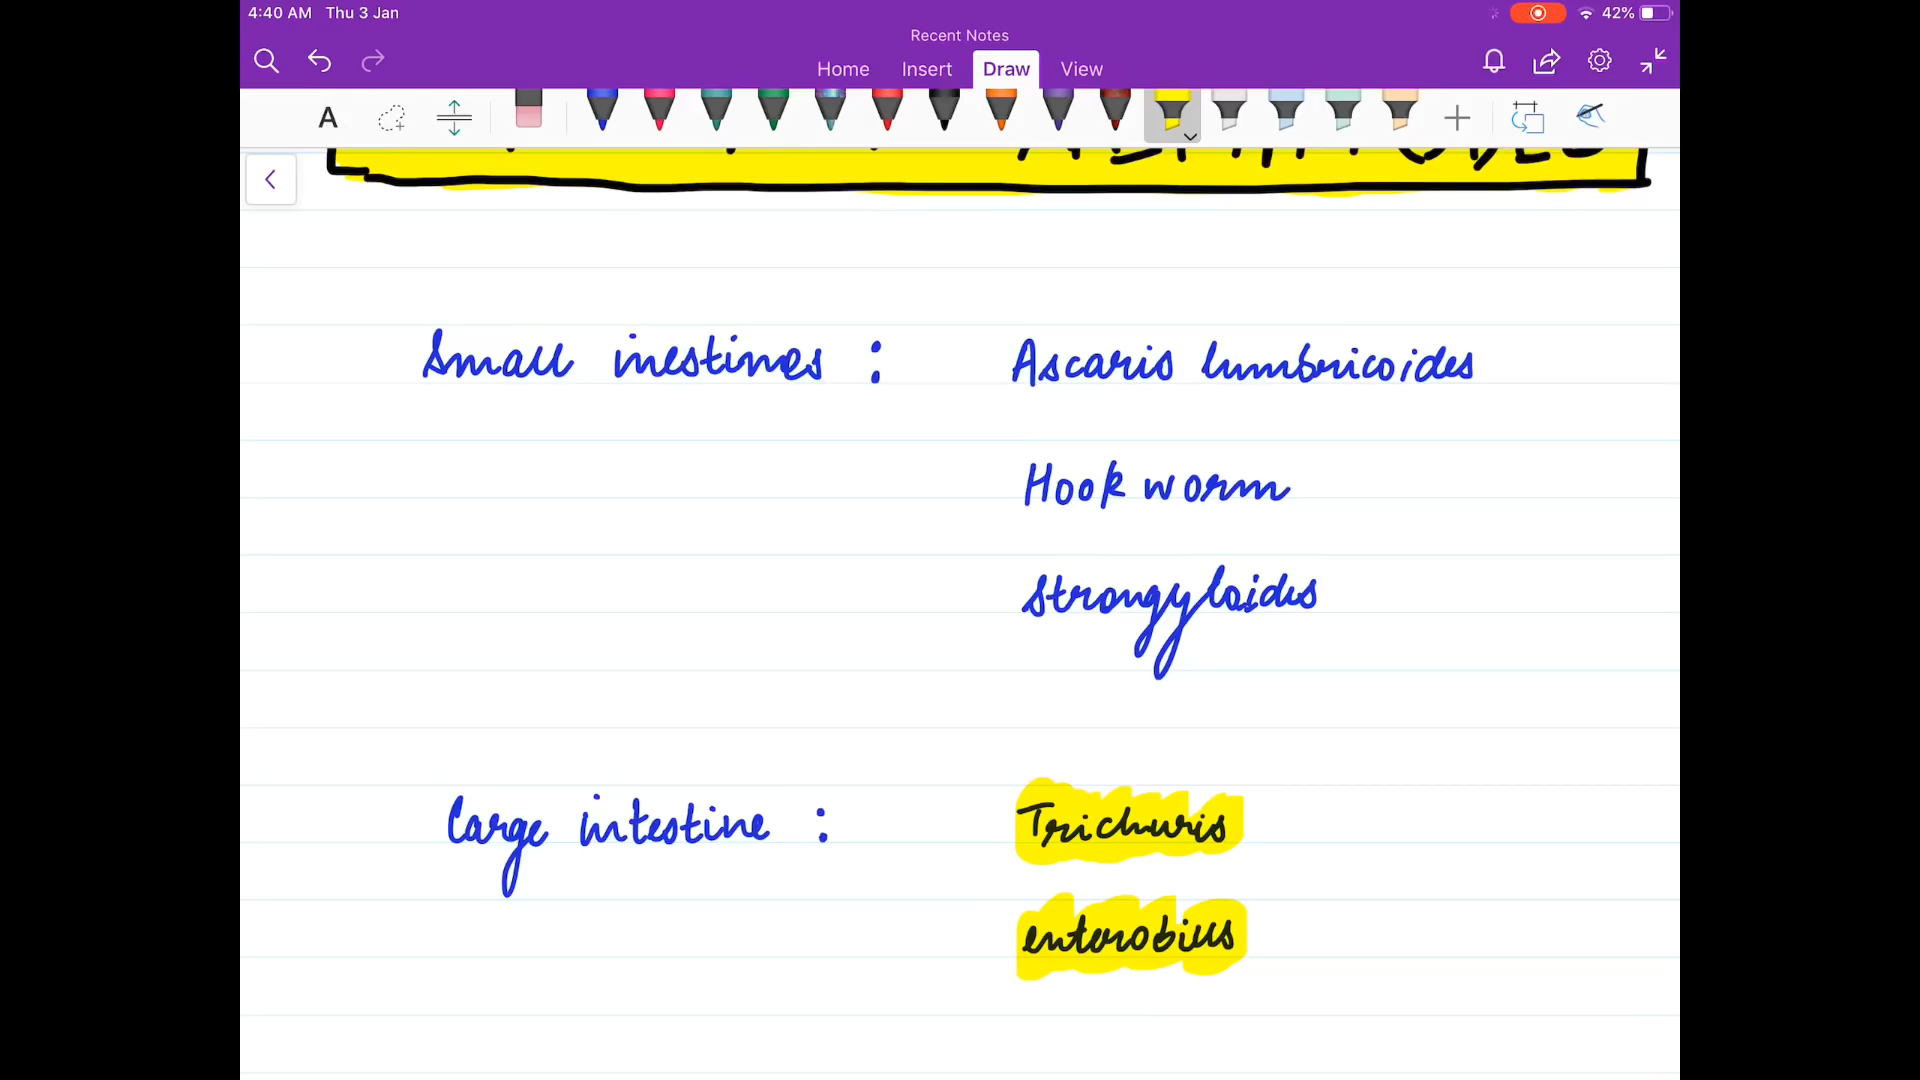 4:40 AM Thu 3 Jan 42%
Recent Notes
Home Insert Draw View
A
Small inestines : Ascaris lumbricoides
Hook worm
Strongyloides
Large intestine : Trichuris
enterobius